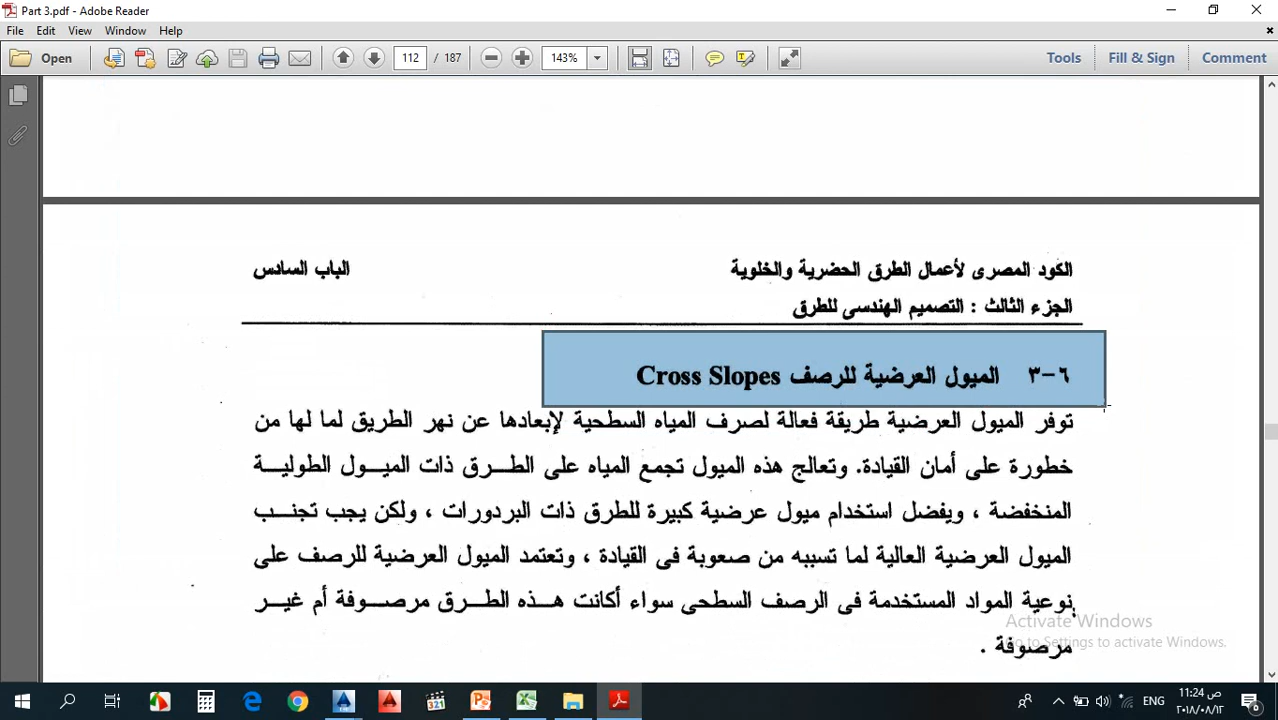 Part 3.pdf - Adobe Reader
File Edit View Window Help
Open 112 / 187 143% Tools Fill & Sign Comment
الكود المصرى لأعمال الطرق الحضرية والخلوية الباب السادس
الجزء الثالث : التصميم الهندسى للطرق
٦-٣ الميول العرضية للرصف Cross Slopes
توفر الميول العرضية طريقة فعالة لصرف المياه السطحية لإبعادها عن نهر الطريق لما لها من
خطورة على أمان القيادة. وتعالج هذه الميول تجمع المياه على الطرق ذات الميول الطولية
المنخفضة ، ويفضل استخدام ميول عرضية كبيرة للطرق ذات البردورات ، ولكن يجب تجنب
الميول العرضية العالية لما تسببه من صعوبة فى القيادة ، وتعتمد الميول العرضية للرصف على
نوعية المواد المستخدمة فى الرصف السطحى سواء أكانت هذه الطرق مرصوفة أم غير
مرصوفة .
Activate Windows
Go to Settings to activate Windows.
321
ENG
11:24 ص
٢٠١٨/٠٨/١٢